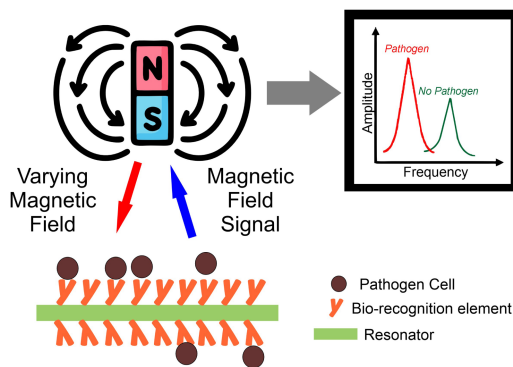 N
S
Varying
Magnetic
Field
Magnetic
Field
Signal
Amplitude
Pathogen
No Pathogen
Frequency
Pathogen Cell
Bio-recognition element
Resonator